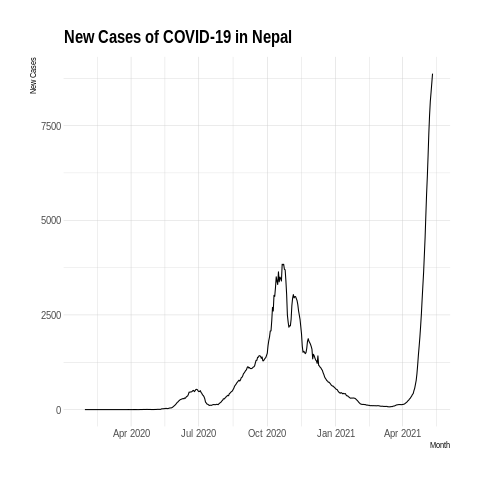 New Cases of COVID-19 in Nepal
New Cases
7500
5000
2500
0
Apr 2020 Jul 2020 Oct 2020 Jan 2021 Apr 2021
Month